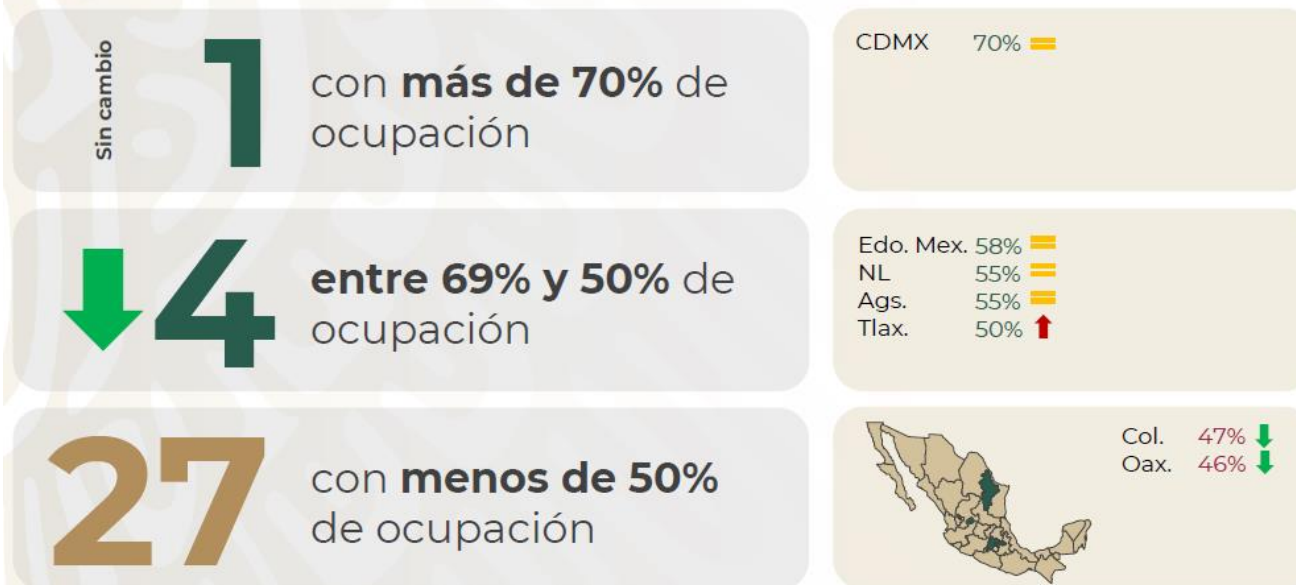 Sin cambio
1
con más de 70% de
ocupación
CDMX 70%
4
entre 69% y 50% de
ocupación
Edo. Mex. 58%
NL 55%
Ags. 55%
Tlax. 50%
27
con menos de 50%
de ocupación
Col. 47%
Oax. 46%